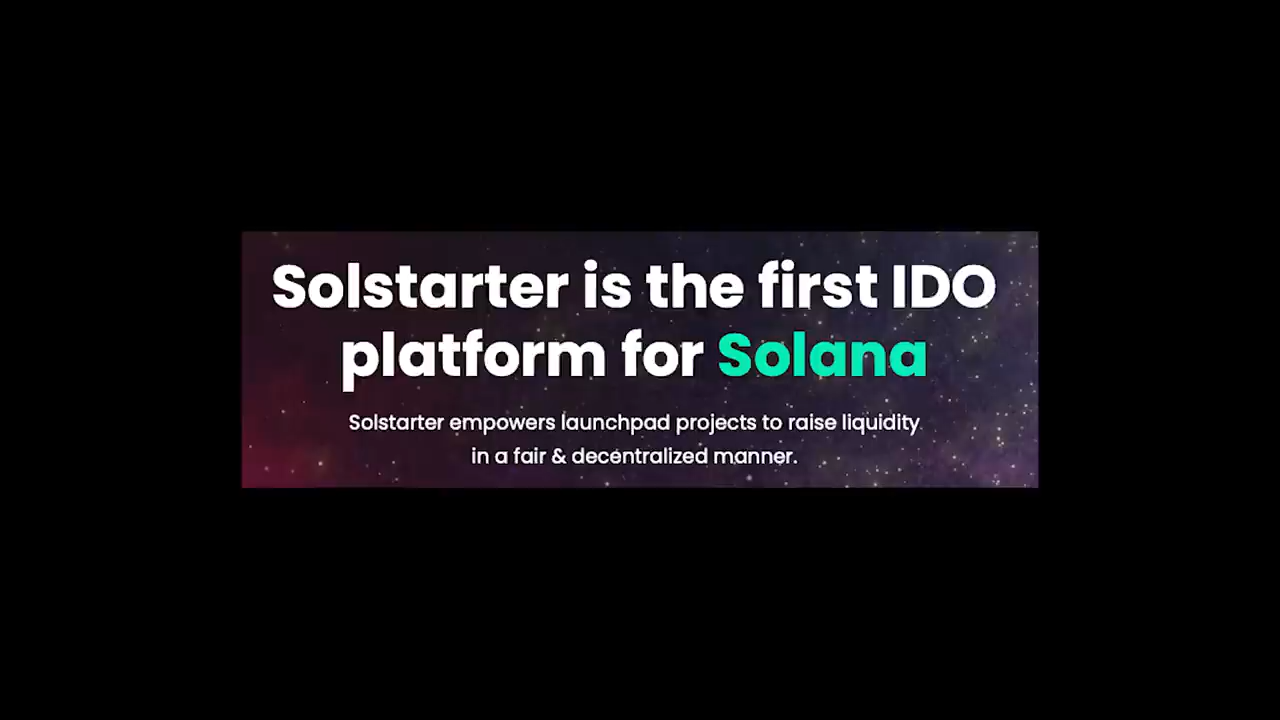 Solstarter is the first IDO
platform for Solana
Solstarter empowers launchpad projects to raise liquidity
in a fair & decentralized manner.